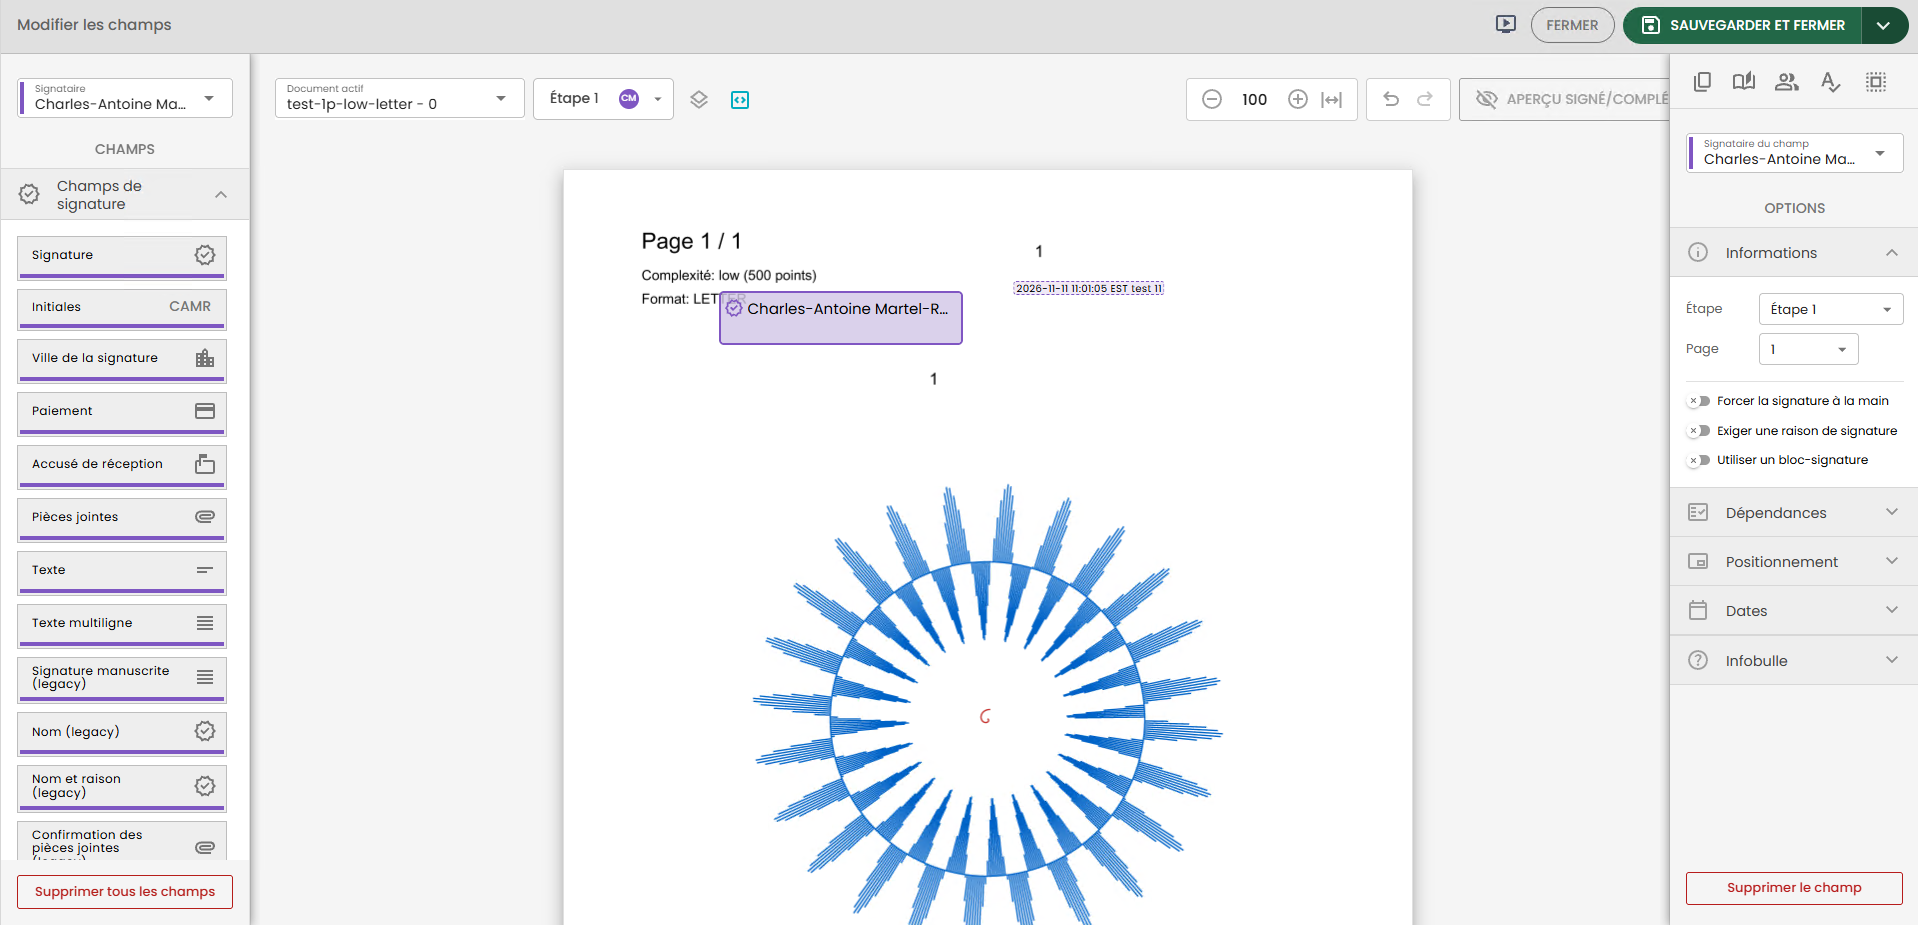 Modifier les champs
FERMER
SAUVEGARDER ET FERMER
Signataire
Charles-Antoine Ma...
CHAMPS
Champs de
signature
Signature
Initiales
CAMR
Ville de la signature
Paiement
Accusé de réception
Pièces jointes
Texte
Texte multiligne
Signature manuscrite
(legacy)
Nom (legacy)
Nom et raison
(legacy)
Confirmation des
pièces jointes
Supprimer tous les champs
Document actif
test-1p-low-letter - 0
Étape 1
CM
100
APERÇU SIGNÉ/COMPLÉ
Page 1 / 1
1
Complexité: low (500 points)
2026-11-11 11:01:05 EST test 11
Format: LETTER
Charles-Antoine Martel-R...
1
Signataire du champ
Charles-Antoine Ma...
OPTIONS
Informations
Étape
Étape 1
Page
1
Forcer la signature à la main
Exiger une raison de signature
Utiliser un bloc-signature
Dépendances
Positionnement
Dates
Infobulle
Supprimer le champ